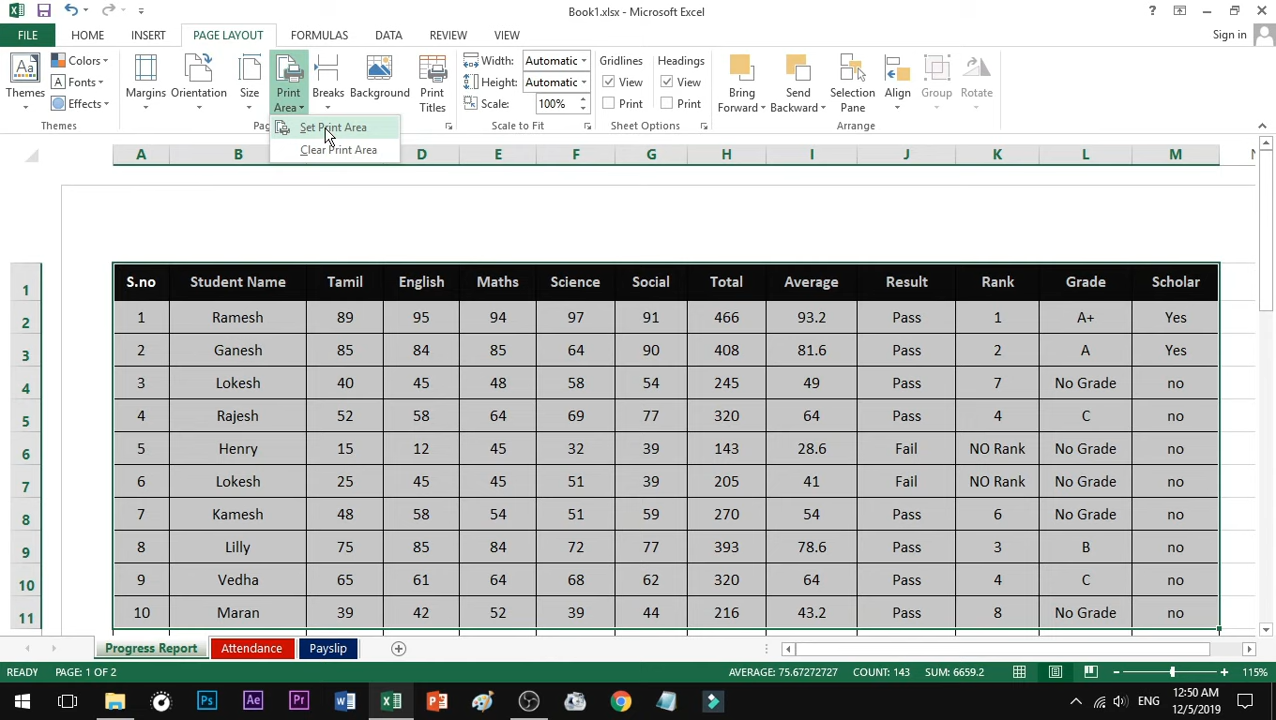 Book1.xlsx - Microsoft Excel
FILE HOME INSERT PAGE LAYOUT FORMULAS DATA REVIEW VIEW Sign in
Themes Colors Fonts Effects
Margins Orientation Size Print Area Breaks Background Print Titles
Width: Automatic
Height: Automatic
Scale: 100%
Gridlines Headings
View View
Print Print
Bring Forward Send Backward Selection Pane Align Group Rotate
Themes Pag Scale to Fit Sheet Options Arrange
Set Print Area
Clear Print Area
A B D E F G H I J K L M
1 S.no Student Name Tamil English Maths Science Social Total Average Result Rank Grade Scholar
2 1 Ramesh 89 95 94 97 91 466 93.2 Pass 1 A+ Yes
3 2 Ganesh 85 84 85 64 90 408 81.6 Pass 2 A Yes
4 3 Lokesh 40 45 48 58 54 245 49 Pass 7 No Grade no
5 4 Rajesh 52 58 64 69 77 320 64 Pass 4 C no
6 5 Henry 15 12 45 32 39 143 28.6 Fail NO Rank No Grade no
7 6 Lokesh 25 45 45 51 39 205 41 Fail NO Rank No Grade no
8 7 Kamesh 48 58 54 51 59 270 54 Pass 6 No Grade no
9 8 Lilly 75 85 84 72 77 393 78.6 Pass 3 B no
10 9 Vedha 65 61 64 68 62 320 64 Pass 4 C no
11 10 Maran 39 42 52 39 44 216 43.2 Pass 8 No Grade no
Progress Report Attendance Payslip
READY PAGE: 1 OF 2 AVERAGE: 75.67272727 COUNT: 143 SUM: 6659.2 115%
Ps Ae Pr ENG 12:50 AM
12/5/2019